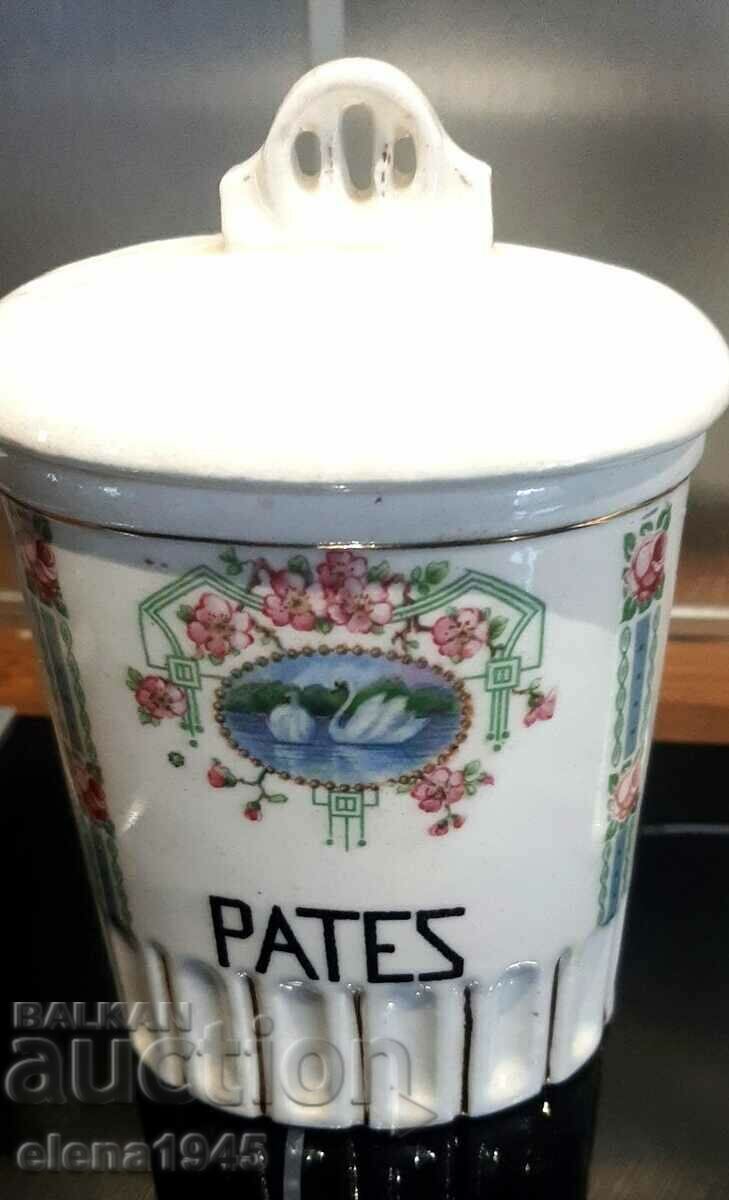 PATES
BALKAN
auction
elena1945